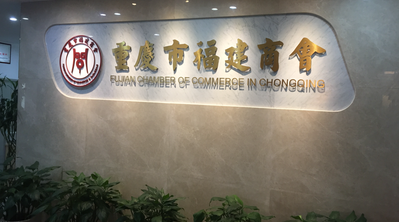 重慶市福建商會
FUJIAN CHAMBER OF COMMERCE IN CHONGQING